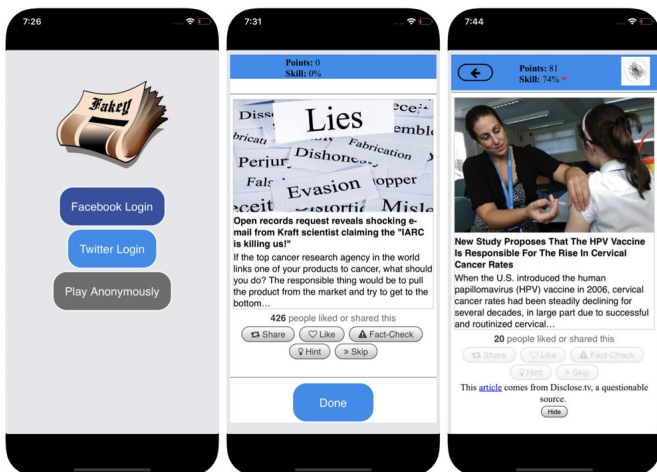 7:26
Fakey
Facebook Login
Twitter Login
Play Anonymously
7:31
Points: 0
Skill: 0%
Lies
Fabrication
Dishones
Evasion
Open records request reveals shocking e-
mail from Kraft scientist claiming the "IARC
is killing us!"
If the top cancer research agency in the world
links one of your products to cancer, what should
you do? The responsible thing would be to pull
the product from the market and try to get to the
bottom…
426 people liked or shared this
Share
Like
Fact-Check
Hint
» Skip
Done
7:44
Points: 81
Skill: 74%
New Study Proposes That The HPV Vaccine
Is Responsible For The Rise In Cervical
Cancer Rates
When the U.S. introduced the human
papillomavirus (HPV) vaccine in 2006, cervical
cancer rates had been steadily declining for
several decades, in large part due to successful
and routinized cervical…
20 people liked or shared this
Share
Like
Fact-Check
Hint
» Skip
This article comes from Disclose.tv, a questionable
source.
Hide